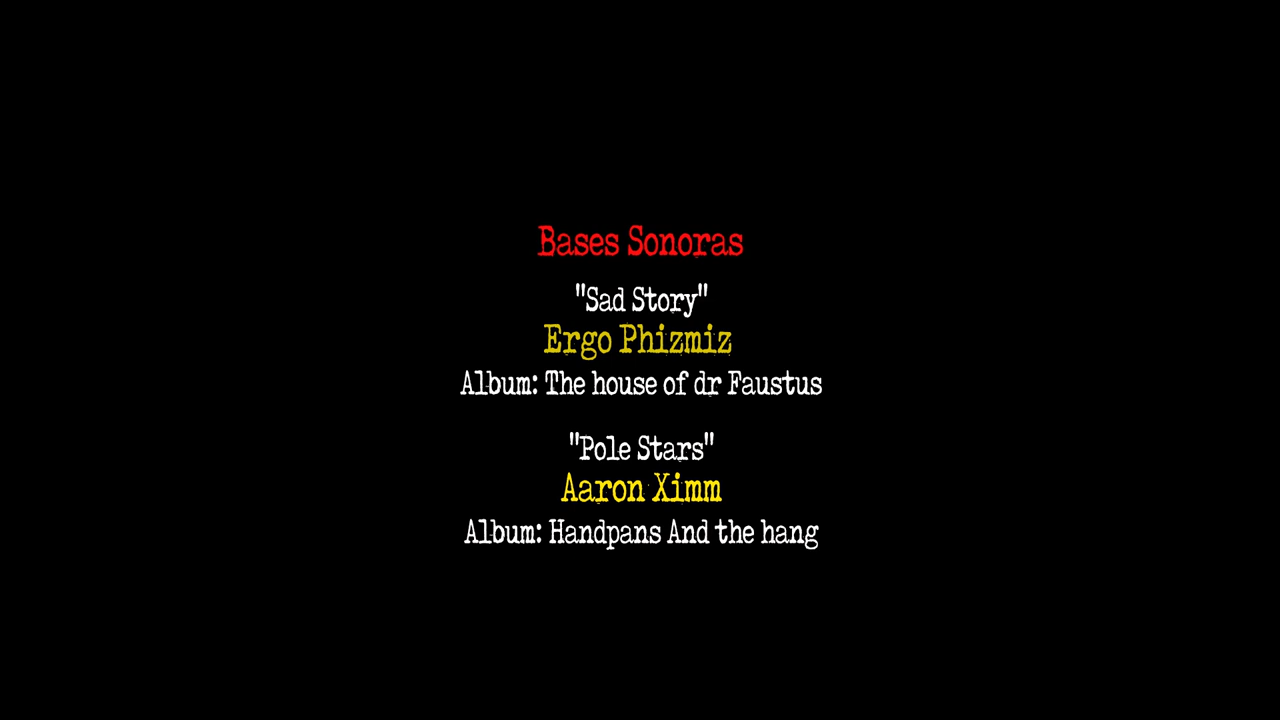 Bases Sonoras
"Sad Story"
Ergo Phizmiz
Album: The house of dr Faustus
"Pole Stars"
Aaron Ximm
Album: Handpans And the hang